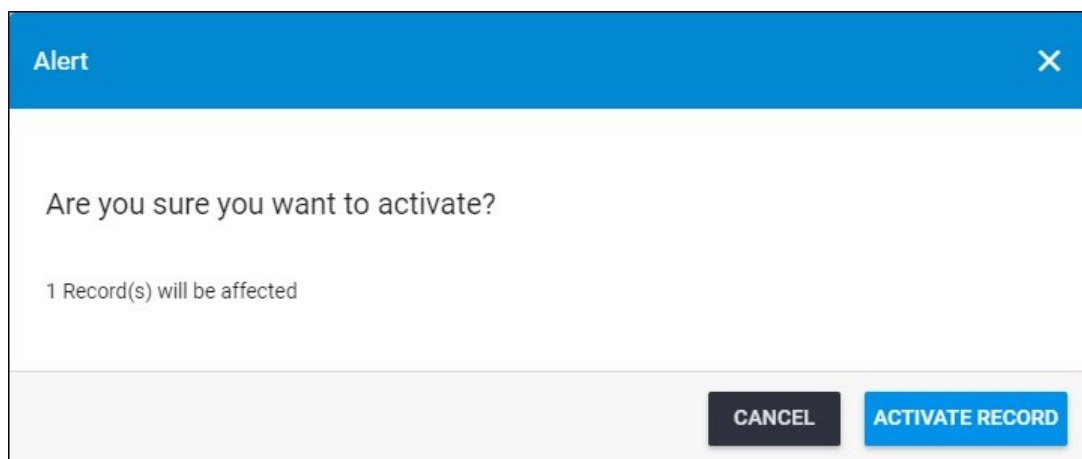 Alert
Are you sure you want to activate?
1 Record(s) will be affected
CANCEL
ACTIVATE RECORD